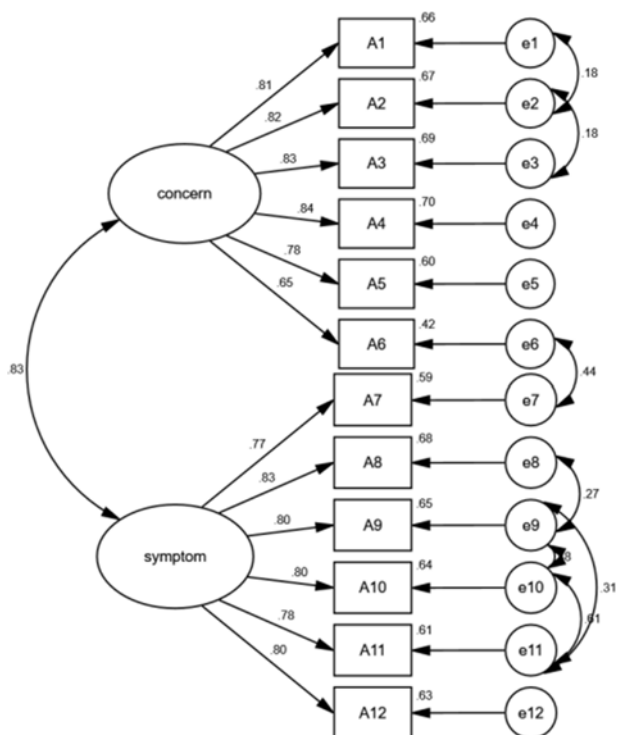 .66
A1 e1
.81 .18
.67
A2 e2
.82
.69 .18
A3 e3
.83
concern
.70
.84 A4 e4
.78 .60
A5 e5
.65
.42
A6 e6
.83 .59 .44
A7 e7
.77
.68
A8 e8
.83 .27
.65
.80 A9 e9
symptom
.64
.80 A10 e10 .31
.61
.78 .61
A11 e11
.80
.63
A12 e12